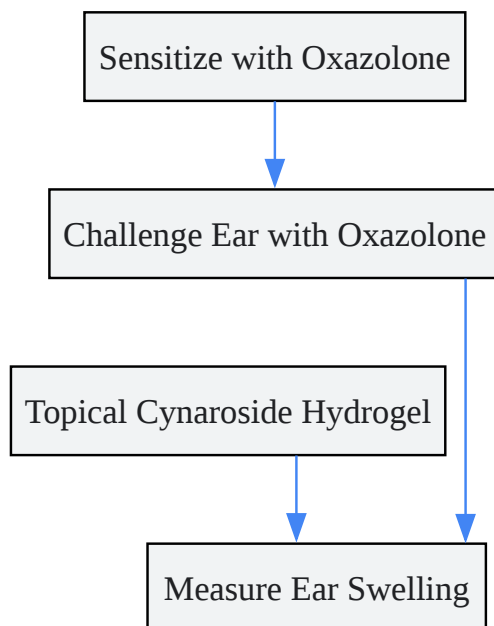 Sensitize with Oxazolone
Challenge Ear with Oxazolone
Topical Cynaroside Hydrogel
Measure Ear Swelling